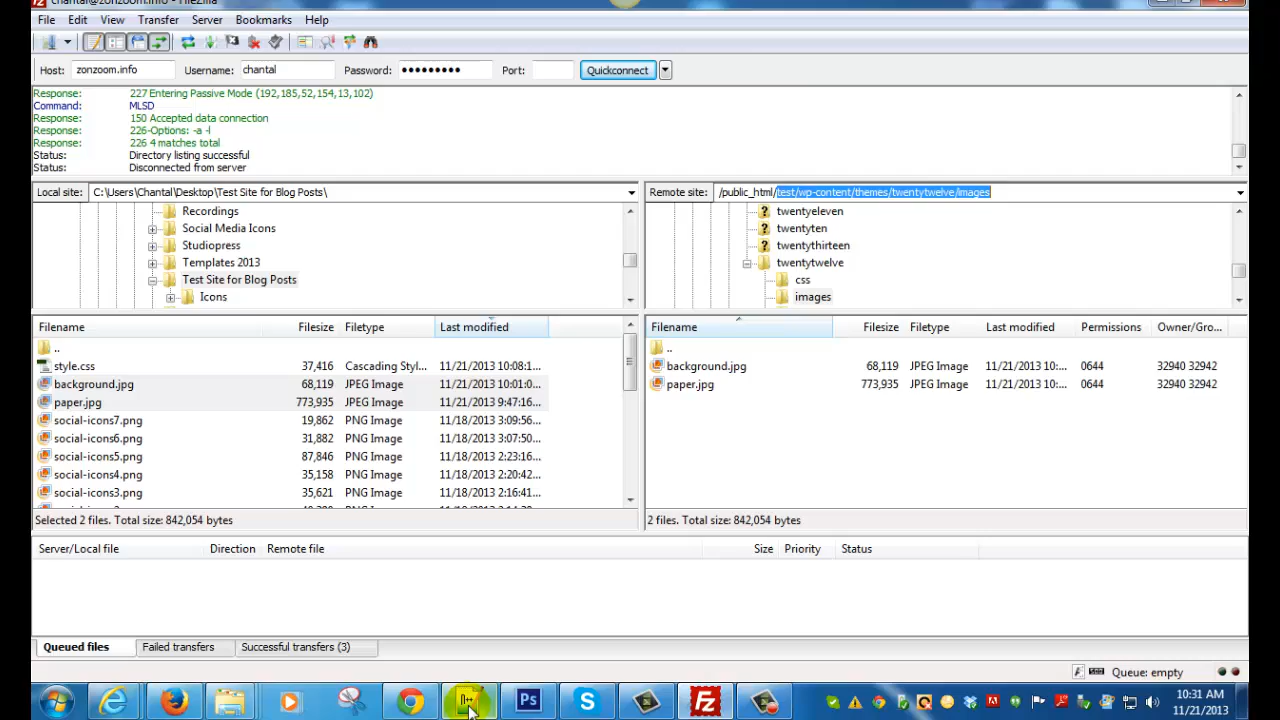 chantal@zonzoom.info - FileZilla
File Edit View Transfer Server Bookmarks Help
Host: zonzoom.info Username: chantal Password: ●●●●●●●●● Port: Quickconnect
Response: 227 Entering Passive Mode (192,185,52,154,13,102)
Command: MLSD
Response: 150 Accepted data connection
Response: 226-Options: -a -l
Response: 226 4 matches total
Status: Directory listing successful
Status: Disconnected from server
Local site: C:\Users\Chantal\Desktop\Test Site for Blog Posts\
Recordings
Social Media Icons
Studiopress
Templates 2013
Test Site for Blog Posts
Icons
Remote site: /public_html/test/wp-content/themes/twentytwelve/images
twentyeleven
twentyten
twentythirteen
twentytwelve
css
images
Filename Filesize Filetype Last modified
..
style.css 37,416 Cascading Styl... 11/21/2013 10:08:1...
background.jpg 68,119 JPEG Image 11/21/2013 10:01:0...
paper.jpg 773,935 JPEG Image 11/21/2013 9:47:16...
social-icons7.png 19,862 PNG Image 11/18/2013 3:09:56...
social-icons6.png 31,882 PNG Image 11/18/2013 3:07:50...
social-icons5.png 87,846 PNG Image 11/18/2013 2:23:16...
social-icons4.png 35,158 PNG Image 11/18/2013 2:20:42...
social-icons3.png 35,621 PNG Image 11/18/2013 2:16:41...
Selected 2 files. Total size: 842,054 bytes
Filename Filesize Filetype Last modified Permissions Owner/Gro...
..
background.jpg 68,119 JPEG Image 11/21/2013 10:... 0644 32940 32942
paper.jpg 773,935 JPEG Image 11/21/2013 10:... 0644 32940 32942
2 files. Total size: 842,054 bytes
Server/Local file Direction Remote file Size Priority Status
Queued files Failed transfers Successful transfers (3)
Queue: empty
Ps
10:31 AM
11/21/2013